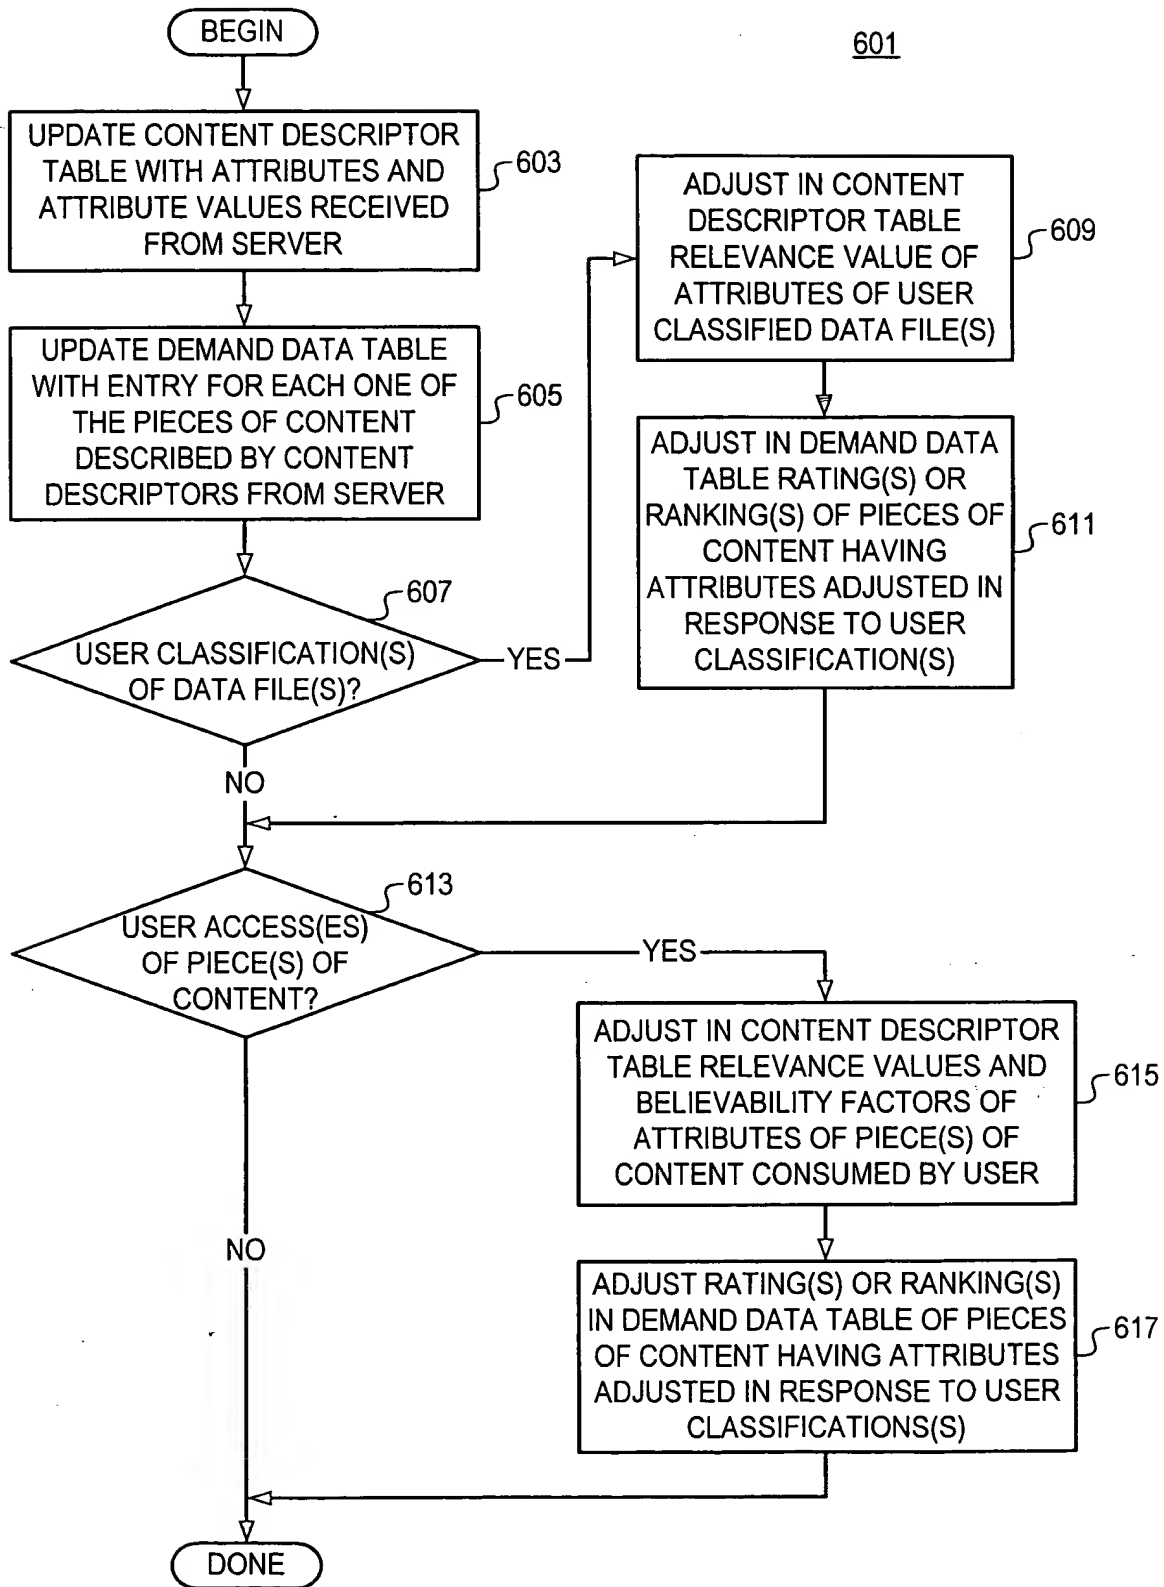 BEGIN
601
UPDATE CONTENT DESCRIPTOR
TABLE WITH ATTRIBUTES AND
ATTRIBUTE VALUES RECEIVED
FROM SERVER
603
UPDATE DEMAND DATA TABLE
WITH ENTRY FOR EACH ONE OF
THE PIECES OF CONTENT
DESCRIBED BY CONTENT
DESCRIPTORS FROM SERVER
605
607
USER CLASSIFICATION(S)
OF DATA FILE(S)?
YES
NO
ADJUST IN CONTENT
DESCRIPTOR TABLE
RELEVANCE VALUE OF
ATTRIBUTES OF USER
CLASSIFIED DATA FILE(S)
609
ADJUST IN DEMAND DATA
TABLE RATING(S) OR
RANKING(S) OF PIECES OF
CONTENT HAVING
ATTRIBUTES ADJUSTED IN
RESPONSE TO USER
CLASSIFICATION(S)
611
613
USER ACCESS(ES)
OF PIECE(S) OF
CONTENT?
YES
NO
ADJUST IN CONTENT DESCRIPTOR
TABLE RELEVANCE VALUES AND
BELIEVABILITY FACTORS OF
ATTRIBUTES OF PIECE(S) OF
CONTENT CONSUMED BY USER
615
ADJUST RATING(S) OR RANKING(S)
IN DEMAND DATA TABLE OF PIECES
OF CONTENT HAVING ATTRIBUTES
ADJUSTED IN RESPONSE TO USER
CLASSIFICATIONS(S)
617
DONE